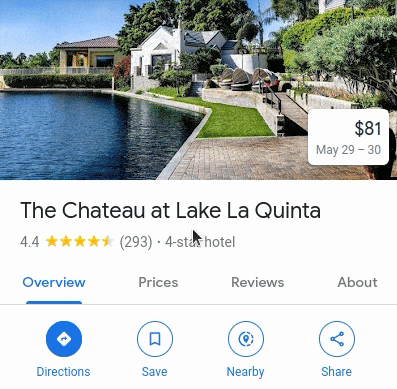 $81
May 29 – 30
The Chateau at Lake La Quinta
4.4 (293) · 4-star hotel
Overview Prices Reviews About
Directions Save Nearby Share